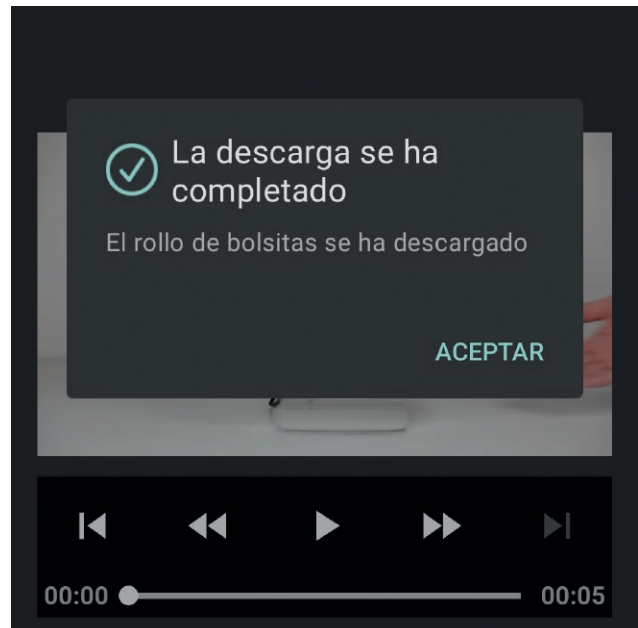 La descarga se ha
completado
El rollo de bolsitas se ha descargado
ACEPTAR
00:00
00:05